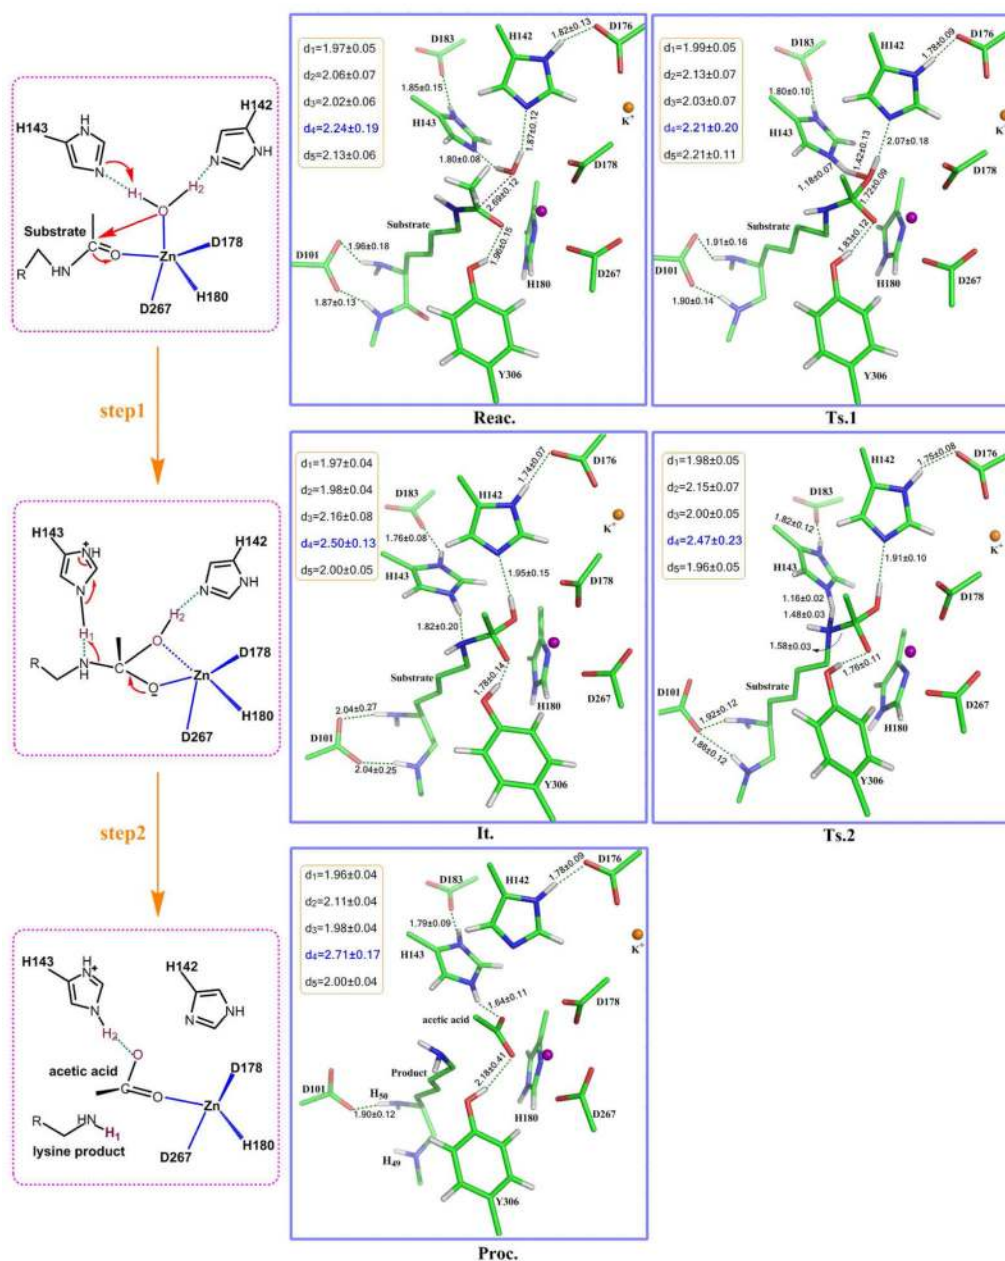 H143
H142
NH
N
N
NH
H₁
H₂
O
Substrate
C
O
R
NH
Zn
D178
H180
D267
step1
H143
NH
+
H142
N
N
NH
H₁
H₂
O
R
NH
C
O
Zn
D178
H180
D267
step2
H143
NH
+
H142
N
N
NH
H₂
O
acetic acid
C
O
R
NH
H₁
lysine product
Zn
D178
H180
D267
d₁=1.97±0.05
d₂=2.06±0.07
d₃=2.02±0.06
d₄=2.24±0.19
d₅=2.13±0.06
D183
H142
1.82±0.13
D176
K⁺
1.85±0.15
H143
1.87±0.12
1.80±0.08
D178
2.69±0.12
Substrate
1.96±0.15
D101
1.96±0.18
D267
H180
1.87±0.13
Y306
Reac.
d₁=1.99±0.05
d₂=2.13±0.07
d₃=2.03±0.07
d₄=2.21±0.20
d₅=2.21±0.11
D183
H142
1.78±0.09
D176
K⁺
1.80±0.10
H143
2.07±0.18
1.42±0.13
1.18±0.07
D178
1.72±0.09
Substrate
1.83±0.12
D101
1.91±0.16
D267
H180
1.90±0.14
Y306
Ts.1
d₁=1.97±0.04
d₂=1.98±0.04
d₃=2.16±0.08
d₄=2.50±0.13
d₅=2.00±0.05
D183
H142
1.74±0.07
D176
K⁺
1.76±0.08
H143
1.95±0.15
D178
1.82±0.20
Substrate
1.78±0.14
D101
2.04±0.27
D267
H180
2.04±0.25
Y306
It.
d₁=1.98±0.05
d₂=2.15±0.07
d₃=2.00±0.05
d₄=2.47±0.23
d₅=1.96±0.05
D183
H142
1.75±0.08
D176
K⁺
1.82±0.12
H143
1.91±0.10
1.16±0.02
1.48±0.03
D178
1.58±0.03
Substrate
1.76±0.11
D101
1.92±0.12
D267
H180
1.86±0.12
Y306
Ts.2
d₁=1.96±0.04
d₂=2.11±0.04
d₃=1.98±0.04
d₄=2.71±0.17
d₅=2.00±0.04
D183
H142
1.78±0.09
D176
K⁺
1.79±0.09
H143
1.64±0.11
D178
acetic acid
Product
2.18±0.41
D101
H₅₀
1.90±0.12
D267
H180
H₄₉
Y306
Proc.